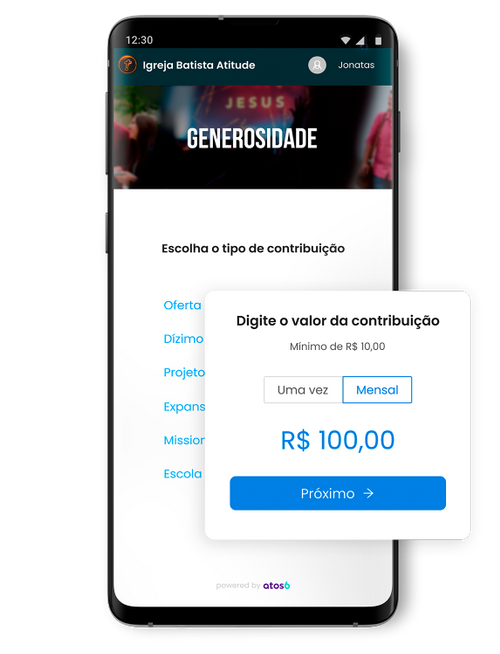 12:30
Igreja Batista Atitude
Jonatas
JESUS
GENEROSIDADE
Escolha o tipo de contribuição
Oferta
Dízimo
Projeto
Expans
Mission
Escola
Digite o valor da contribuição
Mínimo de R$ 10,00
Uma vez
Mensal
R$ 100,00
Próximo →
powered by atos6